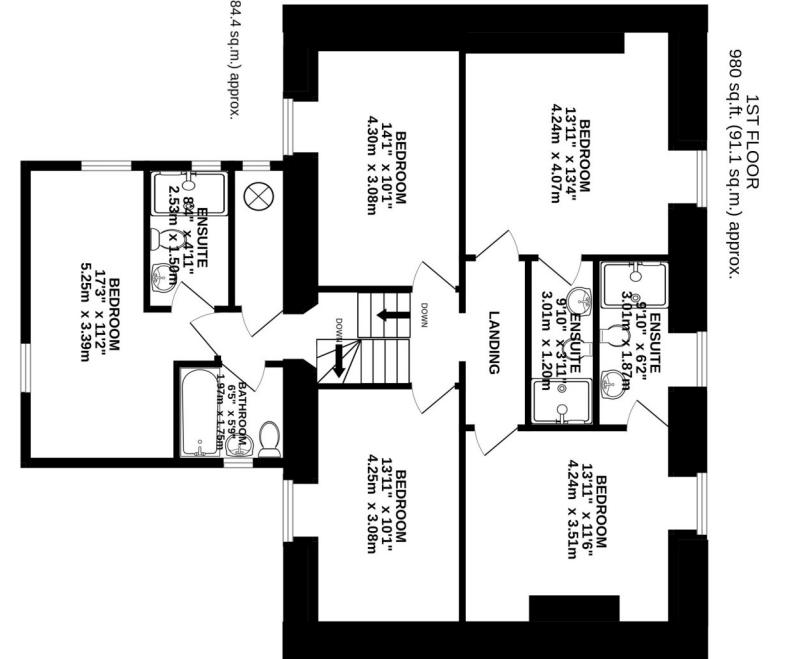 1ST FLOOR
980 sq.ft. (91.1 sq.m.) approx.
84.4 sq.m.) approx.
BEDROOM
13'11" x 13'4"
4.24m x 4.07m
BEDROOM
14'1" x 10'1"
4.30m x 3.08m
ENSUITE
8'4" x 4'11"
2.53m x 1.50m
BEDROOM
17'3" x 11'2"
5.25m x 3.39m
ENSUITE
9'10" x 6'2"
3.01m x 1.87m
ENSUITE
9'10" x 3'11"
3.01m x 1.20m
LANDING
DOWN
DOWN
BATHROOM
6'5" x 5'9"
1.97m x 1.75m
BEDROOM
13'11" x 11'6"
4.24m x 3.51m
BEDROOM
13'11" x 10'1"
4.25m x 3.08m